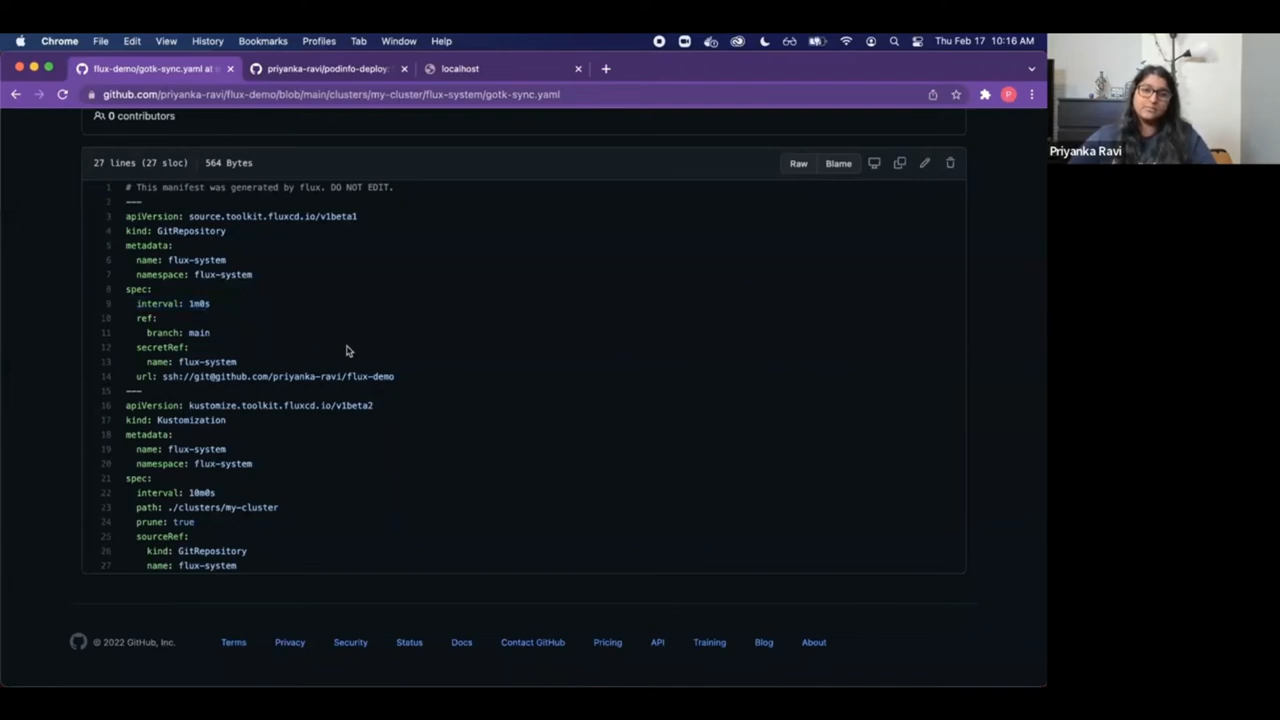 Chrome File Edit View History Bookmarks Profiles Tab Window Help Thu Feb 17 10:16 AM
flux-demo/gotk-sync.yaml at priyanka-ravi/podinfo-deploy: localhost
github.com/priyanka-ravi/flux-demo/blob/main/clusters/my-cluster/flux-system/gotk-sync.yaml P
0 contributors
Priyanka Ravi
27 lines (27 sloc) 564 Bytes Raw Blame
1 # This manifest was generated by flux. DO NOT EDIT.
2 ---
3 apiVersion: source.toolkit.fluxcd.io/v1beta1
4 kind: GitRepository
5 metadata:
6 name: flux-system
7 namespace: flux-system
8 spec:
9 interval: 1m0s
10 ref:
11 branch: main
12 secretRef:
13 name: flux-system
14 url: ssh://git@github.com/priyanka-ravi/flux-demo
15 ---
16 apiVersion: kustomize.toolkit.fluxcd.io/v1beta2
17 kind: Kustomization
18 metadata:
19 name: flux-system
20 namespace: flux-system
21 spec:
22 interval: 10m0s
23 path: ./clusters/my-cluster
24 prune: true
25 sourceRef:
26 kind: GitRepository
27 name: flux-system
© 2022 GitHub, Inc. Terms Privacy Security Status Docs Contact GitHub Pricing API Training Blog About